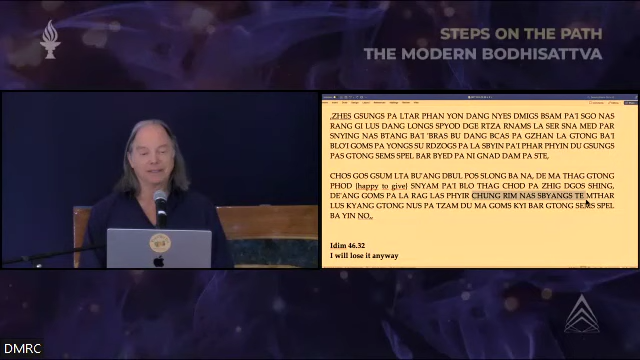 STEPS ON THE PATH
THE MODERN BODHISATTVA
,ZHES GSUNGS PA LTAR PHAN YON DANG NYES DMIGS BSAM PA'I SGO NAS
RANG GI LUS DANG LONGS SPYOD DGE RTZA RNAMS LA SER SNA MED PAR
SNYING NAS BTANG BA'I 'BRAS BU DANG BCAS PA GZHAN LA GTONG BA'I
BLO'I GOMS PA YONGS SU RDZOGS PA LA SBYIN PA'I PHAR PHYIN DU GSUNGS
PAS GTONG SEMS SPEL BAR BYED PA NI GNAD DAM PA STE,
CHOS GOS GSUM LTA BU'ANG DBUL POS SLONG BA NA, DE MA THAG GTONG
PHOD [happy to give] SNYAM PA'I BLO THAG CHOD PA ZHIG DGOS SHING,
DE'ANG GOMS PA LA RAG LAS PHYIR CHUNG RIM NAS SBYANGS TE MTHAR
LUS KYANG GTONG NUS PA TZAM DU MA GOMS KYI BAR GTONG SEMS SPEL
BA YIN NO,,
Idim 46.32
I will lose it anyway
DMRC